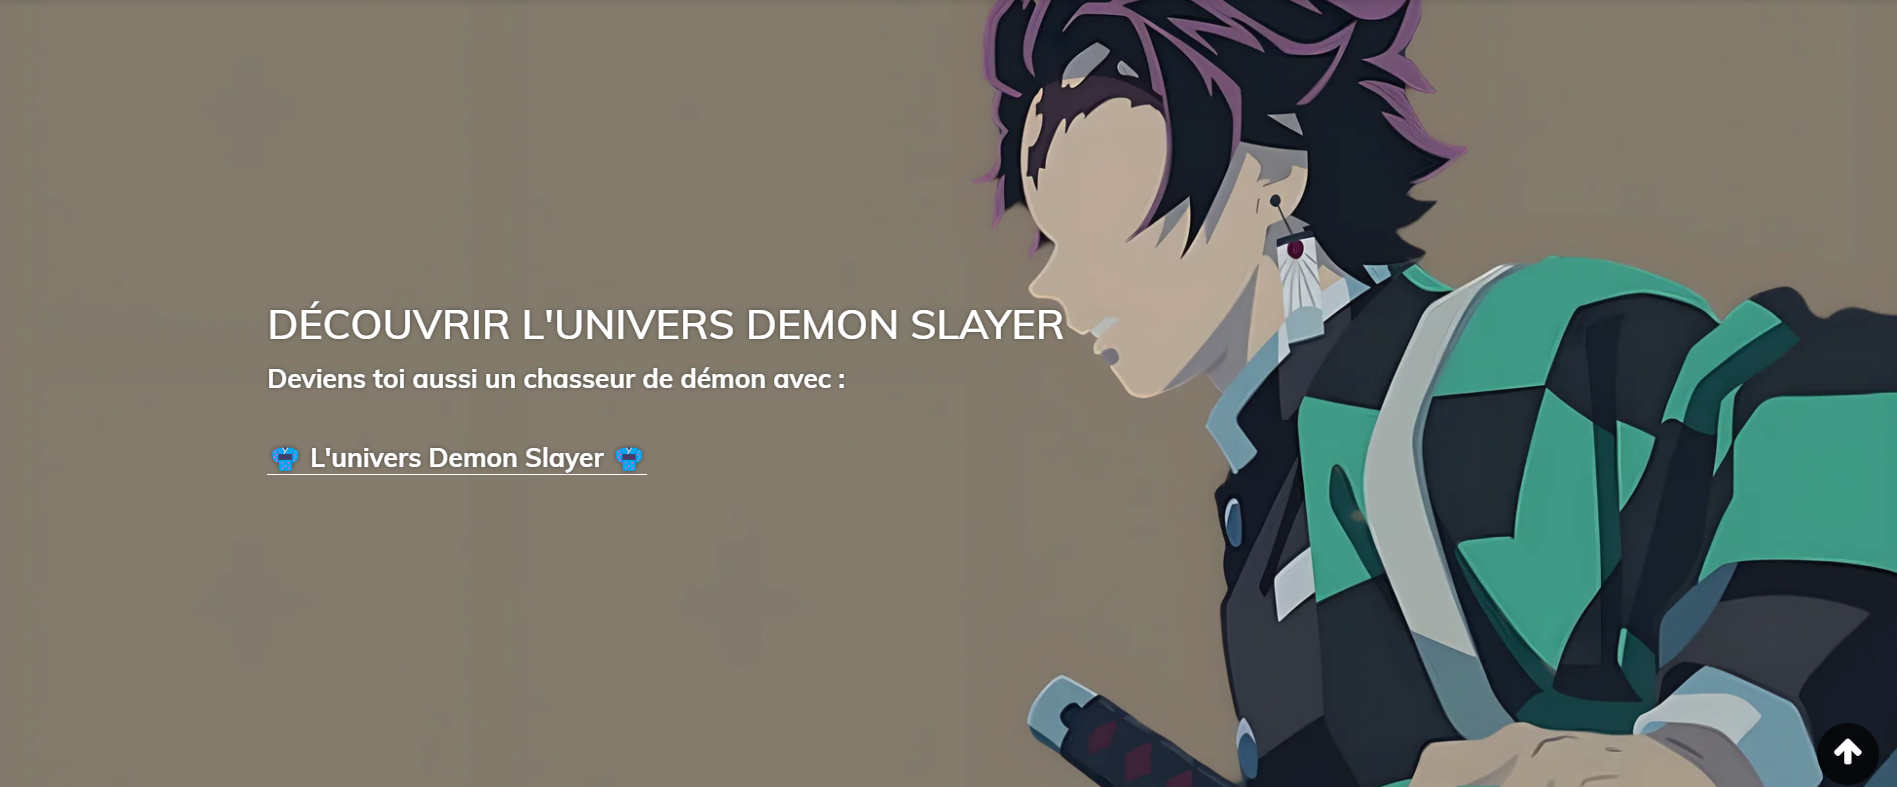 DÉCOUVRIR L'UNIVERS DEMON SLAYER
Deviens toi aussi un chasseur de démon avec :
👘 L'univers Demon Slayer 👘